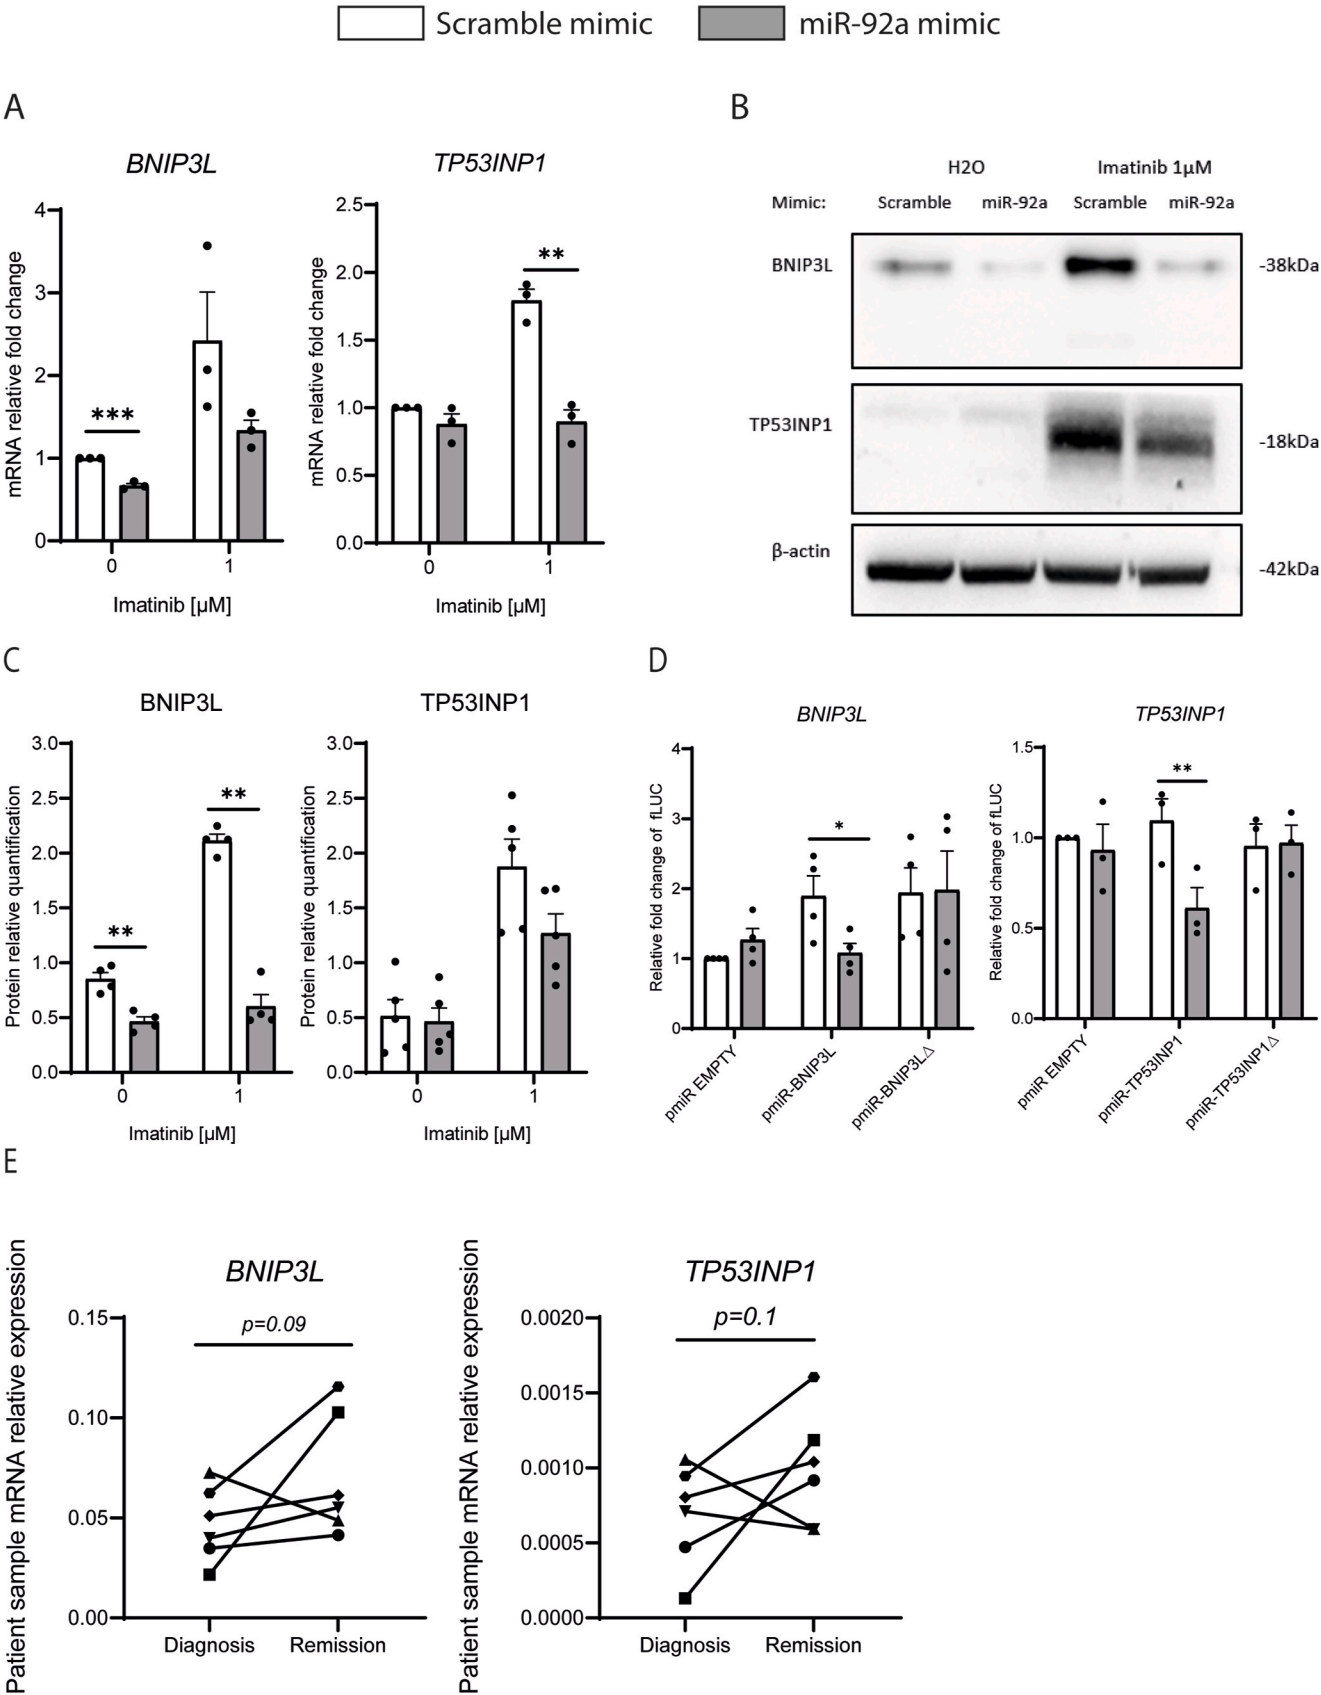 Scramble mimic
miR-92a mimic
A
BNIP3L
mRNA relative fold change
4
3
2
1
0
***
0
1
Imatinib [µM]
TP53INP1
mRNA relative fold change
2.5
2.0
1.5
1.0
0.5
0.0
**
0
1
Imatinib [µM]
B
H2O
Imatinib 1µM
Mimic:
Scramble
miR-92a
Scramble
miR-92a
BNIP3L
-38kDa
TP53INP1
-18kDa
β-actin
-42kDa
C
BNIP3L
Protein relative quantification
3.0
2.5
2.0
1.5
1.0
0.5
0.0
**
**
0
1
Imatinib [µM]
TP53INP1
Protein relative quantification
3.0
2.5
2.0
1.5
1.0
0.5
0.0
0
1
Imatinib [µM]
D
BNIP3L
Relative fold change of fLUC
4
3
2
1
0
*
pmiR EMPTY
pmiR-BNIP3L
pmiR-BNIP3L△
TP53INP1
Relative fold change of fLUC
1.5
1.0
0.5
0.0
**
pmiR EMPTY
pmiR-TP53INP1
pmiR-TP53INP1△
E
BNIP3L
Patient sample mRNA relative expression
0.15
0.10
0.05
0.00
p=0.09
Diagnosis
Remission
TP53INP1
Patient sample mRNA relative expression
0.0020
0.0015
0.0010
0.0005
0.0000
p=0.1
Diagnosis
Remission